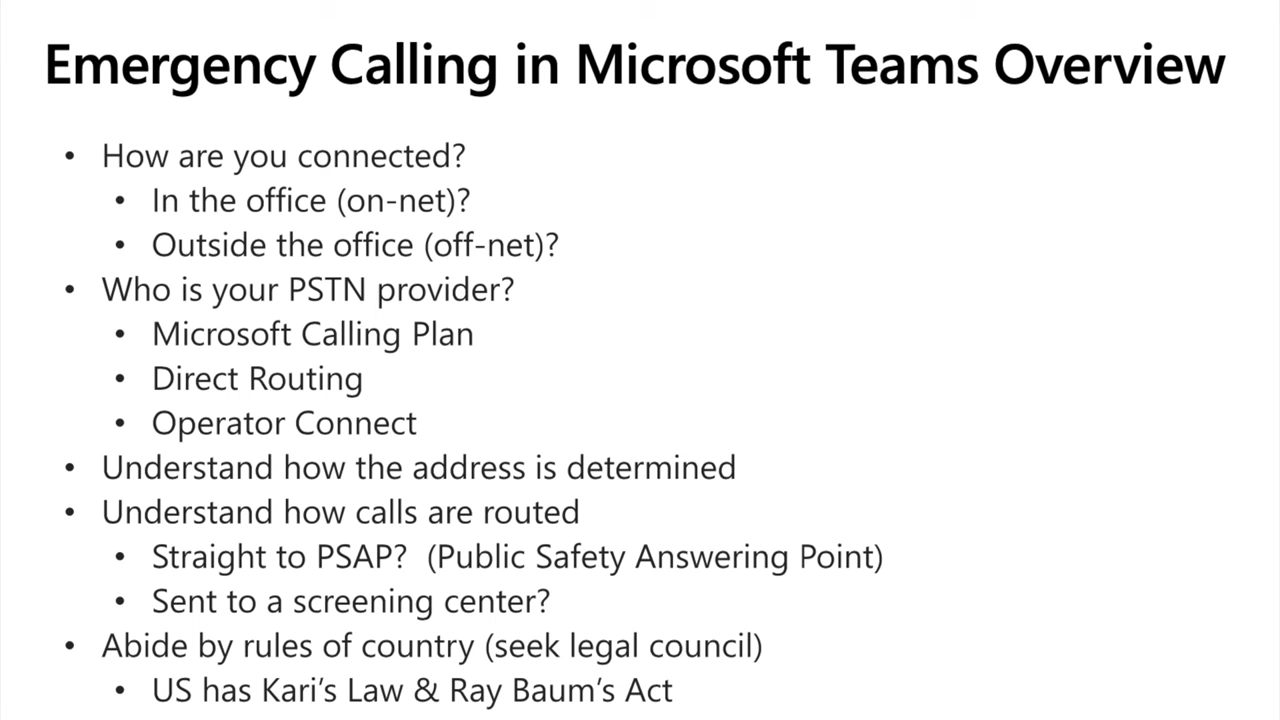 Emergency Calling in Microsoft Teams Overview
• How are you connected?
• In the office (on-net)?
• Outside the office (off-net)?
• Who is your PSTN provider?
• Microsoft Calling Plan
• Direct Routing
• Operator Connect
• Understand how the address is determined
• Understand how calls are routed
• Straight to PSAP?  (Public Safety Answering Point)
• Sent to a screening center?
• Abide by rules of country (seek legal council)
• US has Kari’s Law & Ray Baum’s Act